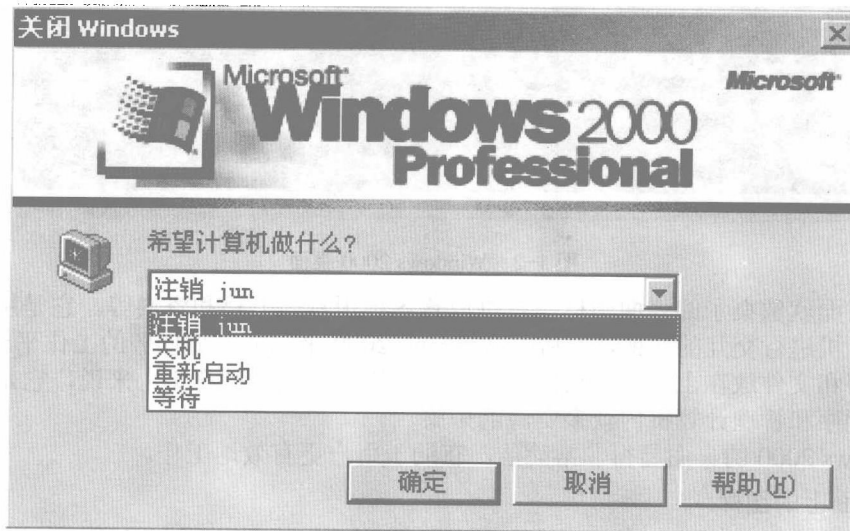 关闭 Windows
Microsoft
Windows 2000
Professional
Microsoft
希望计算机做什么?
注销 jun
注销 jun
关机
重新启动
等待
确定
取消
帮助(H)